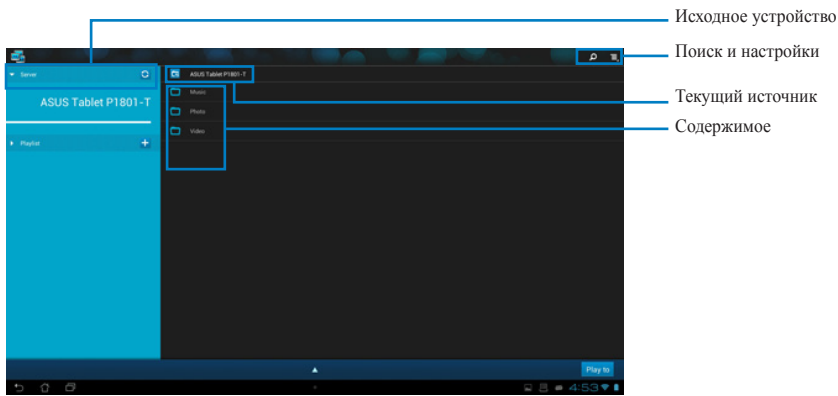 Исходное устройство
Поиск и настройки
Server
ASUS Tablet P1801-T
Текущий источник
ASUS Tablet P1801-T
Music
Содержимое
Photo
Video
Playlist
Play to
4:53